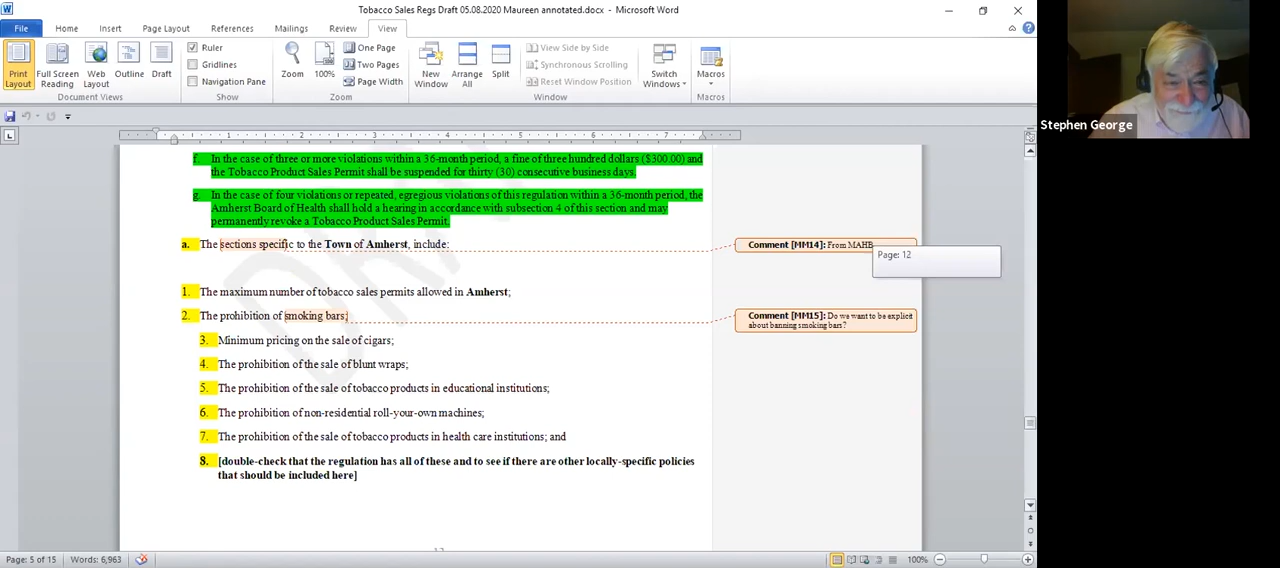 Tobacco Sales Regs Draft 05.08.2020 Maureen annotated.docx - Microsoft Word
File Home Insert Page Layout References Mailings Review View
Print Layout
Full Screen Reading
Web Layout
Outline
Draft
Document Views
Ruler
Gridlines
Navigation Pane
Show
Zoom
100%
One Page
Two Pages
Page Width
Zoom
New Window
Arrange All
Split
View Side by Side
Synchronous Scrolling
Reset Window Position
Window
Switch Windows
Macros
Macros
Stephen George
1 2 3 4 5 6 7
f. In the case of three or more violations within a 36-month period, a fine of three hundred dollars ($300.00) and
the Tobacco Product Sales Permit shall be suspended for thirty (30) consecutive business days.
g. In the case of four violations or repeated, egregious violations of this regulation within a 36-month period, the
Amherst Board of Health shall hold a hearing in accordance with subsection 4 of this section and may
permanently revoke a Tobacco Product Sales Permit.
a. The sections specific to the Town of Amherst, include:
Comment [MM14]: From MAHB
Page: 12
1. The maximum number of tobacco sales permits allowed in Amherst;
2. The prohibition of smoking bars;
Comment [MM15]: Do we want to be explicit
about banning smoking bars?
3. Minimum pricing on the sale of cigars;
4. The prohibition of the sale of blunt wraps;
5. The prohibition of the sale of tobacco products in educational institutions;
6. The prohibition of non-residential roll-your-own machines;
7. The prohibition of the sale of tobacco products in health care institutions; and
8. [double-check that the regulation has all of these and to see if there are other locally-specific policies
that should be included here]
DRAFT
Page: 5 of 15 Words: 6,963 100%